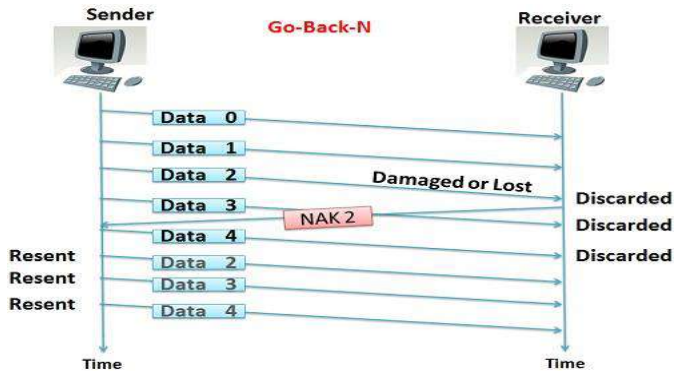 Sender
Go-Back-N
Receiver
Data 0
Data 1
Data 2
Damaged or Lost
Data 3
NAK 2
Discarded
Discarded
Data 4
Discarded
Resent
Data 2
Resent
Data 3
Resent
Data 4
Time
Time